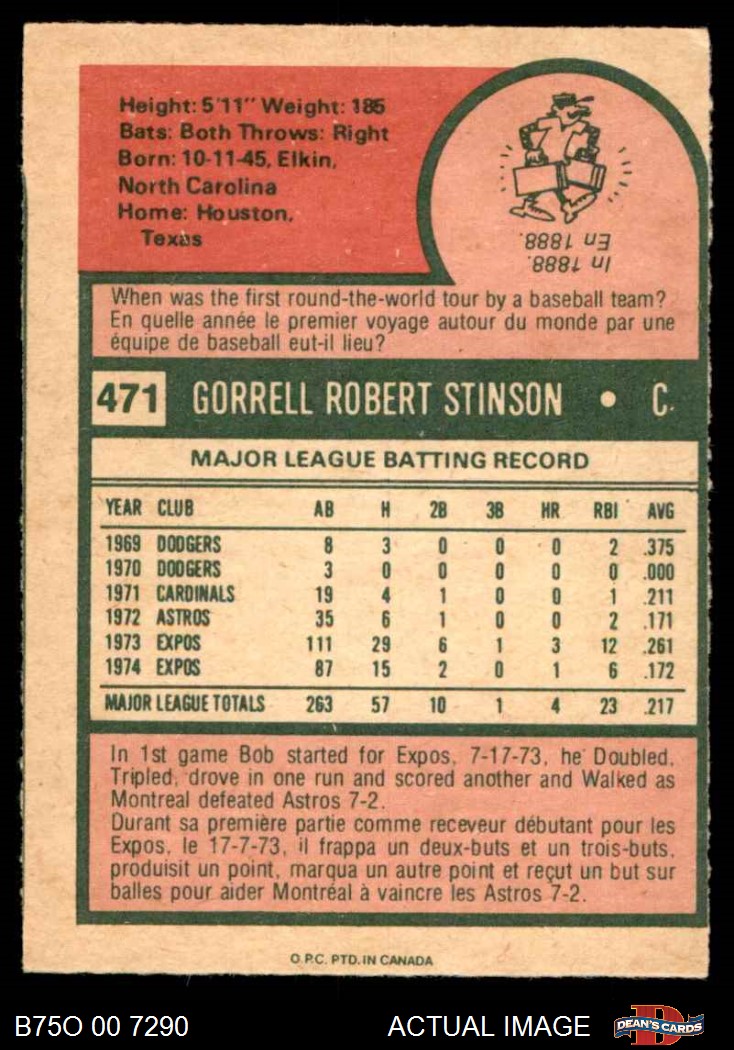 Height: 5'11" Weight: 185
Bats: Both Throws: Right
Born: 10-11-45, Elkin,
North Carolina
Home: Houston,
Texas
In 1888.
En 1888.
When was the first round-the-world tour by a baseball team?
En quelle année le premier voyage autour du monde par une
équipe de baseball eut-il lieu?
471 GORRELL ROBERT STINSON • C.
MAJOR LEAGUE BATTING RECORD
YEAR CLUB AB H 2B 3B HR RBI AVG
1969 DODGERS 8 3 0 0 0 2 .375
1970 DODGERS 3 0 0 0 0 0 .000
1971 CARDINALS 19 4 1 0 0 1 .211
1972 ASTROS 35 6 1 0 0 2 .171
1973 EXPOS 111 29 6 1 3 12 .261
1974 EXPOS 87 15 2 0 1 6 .172
MAJOR LEAGUE TOTALS 263 57 10 1 4 23 .217
In 1st game Bob started for Expos, 7-17-73, he Doubled,
Tripled, drove in one run and scored another and Walked as
Montreal defeated Astros 7-2.
Durant sa première partie comme receveur débutant pour les
Expos, le 17-7-73, il frappa un deux-buts et un trois-buts,
produisit un point, marqua un autre point et reçut un but sur
balles pour aider Montréal à vaincre les Astros 7-2.
O.P.C. PTD. IN CANADA
B75O 00 7290 ACTUAL IMAGE DEAN'S CARDS